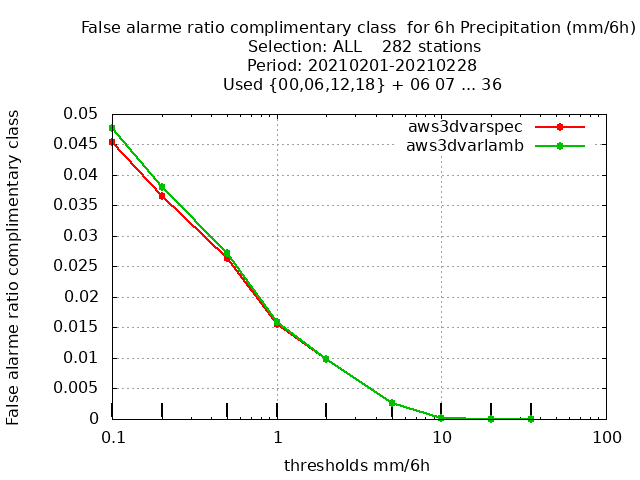 False alarme ratio complimentary class  for 6h Precipitation (mm/6h)
Selection: ALL    282 stations
Period: 20210201-20210228
Used {00,06,12,18} + 06 07 ... 36
False alarme ratio complimentary class
0.05
0.045
0.04
0.035
0.03
0.025
0.02
0.015
0.01
0.005
0
aws3dvarspec
aws3dvarlamb
0.1 1 10 100
thresholds mm/6h